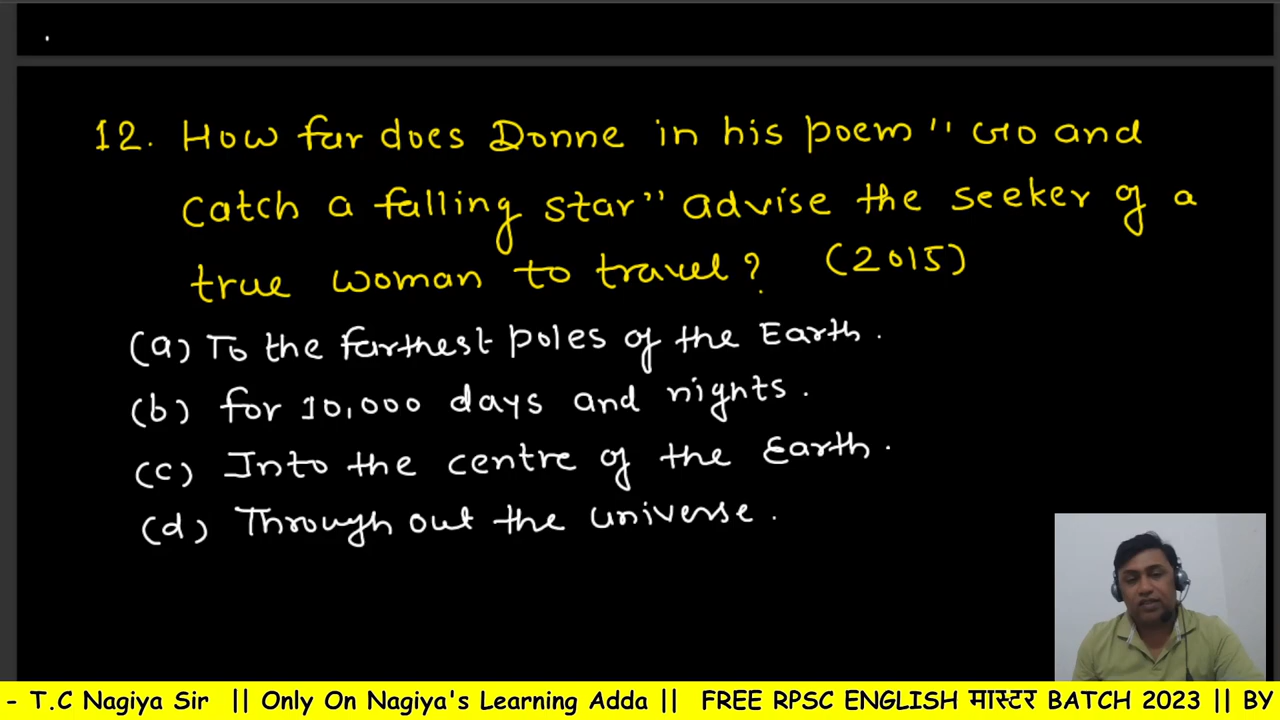 12. How far does Donne in his poem "Go and
catch a falling star" advise the seeker of a
true woman to travel? (2015)
(a) To the farthest poles of the Earth.
(b) for 10,000 days and nights.
(c) Into the centre of the Earth.
(d) Through out the universe.
- T.C Nagiya Sir || Only On Nagiya's Learning Adda || FREE RPSC ENGLISH मास्टर BATCH 2023 || BY